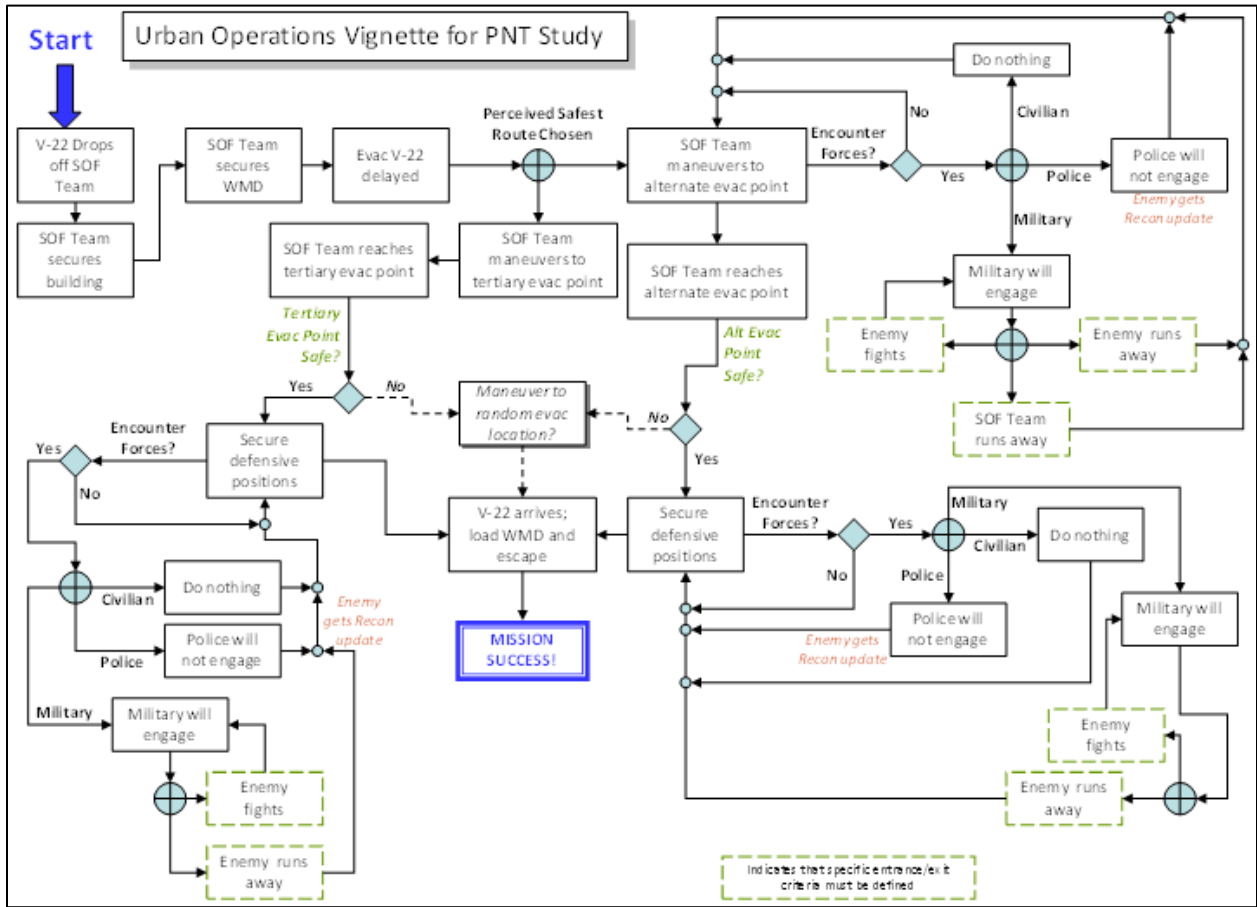 Start
Urban Operations Vignette for PNT Study
V-22 Drops
off SOF
Team
SOF Team
secures
building
SOF Team
secures
WMD
Evac V-22
delayed
Perceived Safest
Route Chosen
SOF Team
maneuvers to
alternate evac point
Encounter
Forces?
No
Yes
Do nothing
Civilian
Police
Police will
not engage
Enemy gets
Recon update
Military
Military will
engage
Enemy
fights
Enemy runs
away
SOF Team
runs away
SOF Team reaches
tertiary evac point
SOF Team
maneuvers to
tertiary evac point
SOF Team reaches
alternate evac point
Tertiary
Evac Point
Safe?
Yes
No
Maneuver to
random evac
location?
Alt Evac
Point
Safe?
No
Yes
Encounter
Forces?
Yes
No
Secure
defensive
positions
V-22 arrives;
load WMD and
escape
MISSION
SUCCESS!
Secure
defensive
positions
Encounter
Forces?
Yes
No
Military
Civilian
Do nothing
Police
Police will
not engage
Enemy gets
Recon update
Military will
engage
Enemy
fights
Enemy runs
away
Civilian
Do nothing
Enemy
gets Recon
update
Police
Police will
not engage
Military
Military will
engage
Enemy
fights
Enemy runs
away
Indicates that specific entrance/exit
criteria must be defined